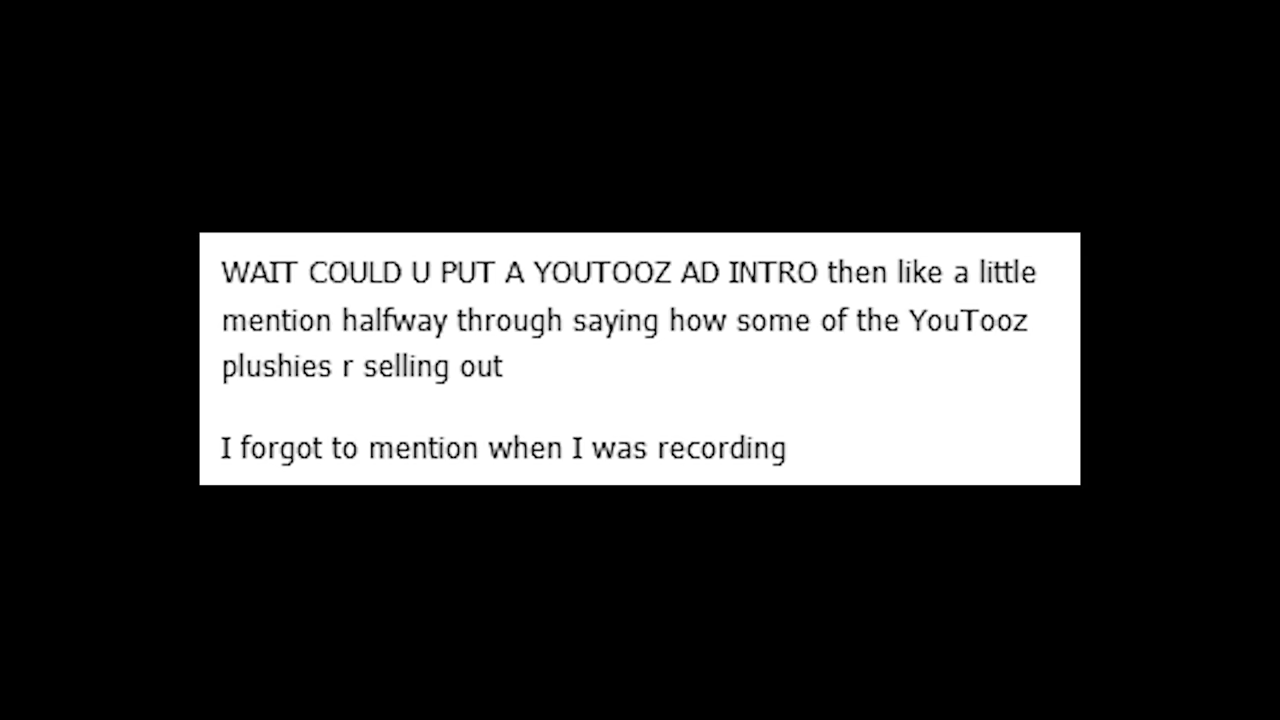 WAIT COULD U PUT A YOUTOOZ AD INTRO then like a little
mention halfway through saying how some of the YouTooz
plushies r selling out
I forgot to mention when I was recording